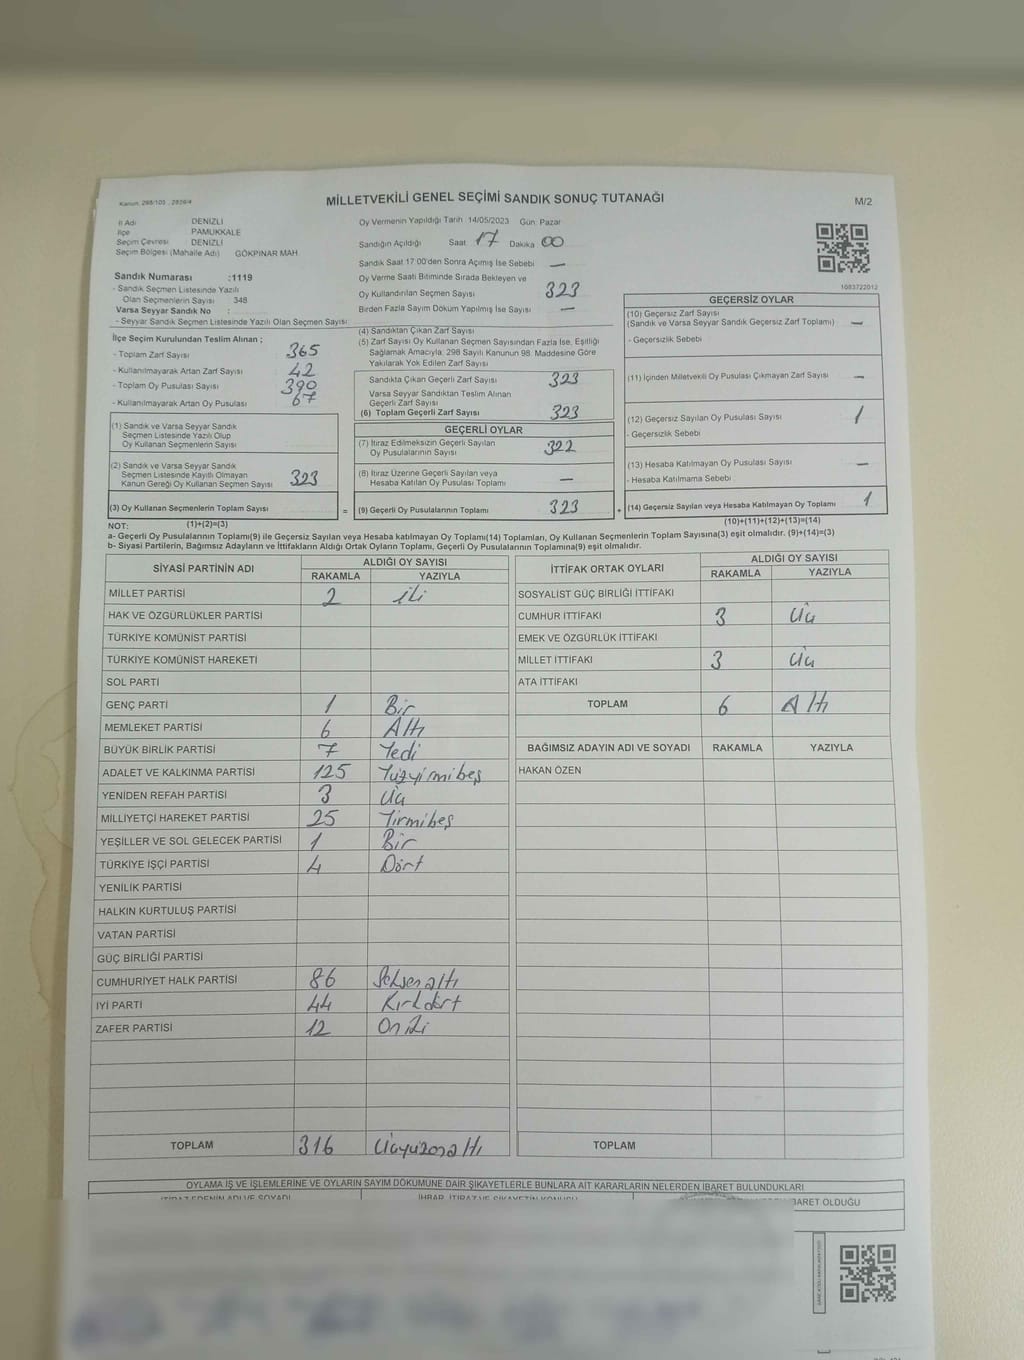 Kanun: 298/105 , 2839/4
MİLLETVEKİLİ GENEL SEÇİMİ SANDIK SONUÇ TUTANAĞI
M/2
İl Adı DENİZLİ
İlçe PAMUKKALE
Seçim Çevresi DENİZLİ
Seçim Bölgesi (Mahalle Adı) GÖKPINAR MAH
Sandık Numarası :1119
- Sandık Seçmen Listesinde Yazılı
Olan Seçmenlerin Sayısı : 348
Varsa Seyyar Sandık No :
- Seyyar Sandık Seçmen Listesinde Yazılı Olan Seçmen Sayısı:
Oy Vermenin Yapıldığı Tarih 14/05/2023 Gün: Pazar
Sandığın Açıldığı Saat 17 Dakika 00
Sandık Saat 17:00'den Sonra Açımış İse Sebebi —
Oy Verme Saati Bitiminde Sırada Bekleyen ve
Oy Kullandırılan Seçmen Sayısı 323
Birden Fazla Sayım Döküm Yapılmış İse Sayısı —
1083722012
İlçe Seçim Kurulundan Teslim Alınan ;
- Toplam Zarf Sayısı 365
- Kullanılmayarak Artan Zarf Sayısı 42
- Toplam Oy Pusulası Sayısı 390
- Kullanılmayarak Artan Oy Pusulası 67
(1) Sandık ve Varsa Seyyar Sandık
Seçmen Listesinde Yazılı Olup
Oy Kullanan Seçmenlerin Sayısı
(2) Sandık ve Varsa Seyyar Sandık
Seçmen Listesinde Kayıtlı Olmayan
Kanun Gereği Oy Kullanan Seçmen Sayısı 323
(3) Oy Kullanan Seçmenlerin Toplam Sayısı =
(4) Sandıktan Çıkan Zarf Sayısı
(5) Zarf Sayısı Oy Kullanan Seçmen Sayısından Fazla İse, Eşitliği
Sağlamak Amacıyla, 298 Sayılı Kanunun 98. Maddesine Göre
Yakılarak Yok Edilen Zarf Sayısı
Sandıkta Çıkan Geçerli Zarf Sayısı 323
Varsa Seyyar Sandıktan Teslim Alınan
Geçerli Zarf Sayısı
(6) Toplam Geçerli Zarf Sayısı 323
GEÇERLİ OYLAR
(7) İtiraz Edilmeksizin Geçerli Sayılan
Oy Pusulalarının Sayısı 322
(8) İtiraz Üzerine Geçerli Sayılan veya
Hesaba Katılan Oy Pusulası Toplamı —
(9) Geçerli Oy Pusulalarının Toplamı 323 +
GEÇERSİZ OYLAR
(10) Geçersiz Zarf Sayısı
(Sandık ve Varsa Seyyar Sandık Geçersiz Zarf Toplamı) —
- Geçersizlik Sebebi
(11) İçinden Milletvekili Oy Pusulası Çıkmayan Zarf Sayısı —
(12) Geçersiz Sayılan Oy Pusulası Sayısı 1
- Geçersizlik Sebebi
(13) Hesaba Katılmayan Oy Pusulası Sayısı —
- Hesaba Katılmama Sebebi
(14) Geçersiz Sayılan veya Hesaba Katılmayan Oy Toplamı 1
NOT: (1)+(2)=(3) (10)+(11)+(12)+(13)=(14)
a- Geçerli Oy Pusulalarının Toplamı(9) ile Geçersiz Sayılan veya Hesaba katılmayan Oy Toplamı(14) Toplamları, Oy Kullanan Seçmenlerin Toplam Sayısına(3) eşit olmalıdır. (9)+(14)=(3)
b- Siyasi Partilerin, Bağımsız Adayların ve İttifakların Aldığı Ortak Oyların Toplamı, Geçerli Oy Pusulalarının Toplamına(9) eşit olmalıdır.
SİYASİ PARTİNİN ADI ALDIĞI OY SAYISI
RAKAMLA YAZIYLA
MİLLET PARTİSİ 2 iki
HAK VE ÖZGÜRLÜKLER PARTİSİ
TÜRKİYE KOMÜNİST PARTİSİ
TÜRKİYE KOMÜNİST HAREKETİ
SOL PARTİ
GENÇ PARTİ 1 Bir
MEMLEKET PARTİSİ 6 Altı
BÜYÜK BİRLİK PARTİSİ 7 Yedi
ADALET VE KALKINMA PARTİSİ 125 Yüzyirmibeş
YENİDEN REFAH PARTİSİ 3 Üç
MİLLİYETÇİ HAREKET PARTİSİ 25 Yirmibeş
YEŞİLLER VE SOL GELECEK PARTİSİ 1 Bir
TÜRKİYE İŞÇİ PARTİSİ 4 Dört
YENİLİK PARTİSİ
HALKIN KURTULUŞ PARTİSİ
VATAN PARTİSİ
GÜÇ BİRLİĞİ PARTİSİ
CUMHURİYET HALK PARTİSİ 86 Seksenaltı
İYİ PARTİ 44 Kırkdört
ZAFER PARTİSİ 12 Oniki
TOPLAM 316 Üçyüzonaltı
İTTİFAK ORTAK OYLARI ALDIĞI OY SAYISI
RAKAMLA YAZIYLA
SOSYALİST GÜÇ BİRLİĞİ İTTİFAKI
CUMHUR İTTİFAKI 3 Üç
EMEK VE ÖZGÜRLÜK İTTİFAKI
MİLLET İTTİFAKI 3 Üç
ATA İTTİFAKI
TOPLAM 6 Altı
BAĞIMSIZ ADAYIN ADI VE SOYADI RAKAMLA YAZIYLA
HAKAN ÖZEN
TOPLAM
OYLAMA İŞ VE İŞLEMLERİNE VE OYLARIN SAYIM DÖKÜMÜNE DAİR ŞİKAYETLERLE BUNLARA AİT KARARLARIN NELERDEN İBARET BULUNDUKLARI
İTİRAZ EDENİN ADI VE SOYADI İHBAR, İTİRAZ VE ŞİKAYETİN KONUSU İBARET OLDUĞU